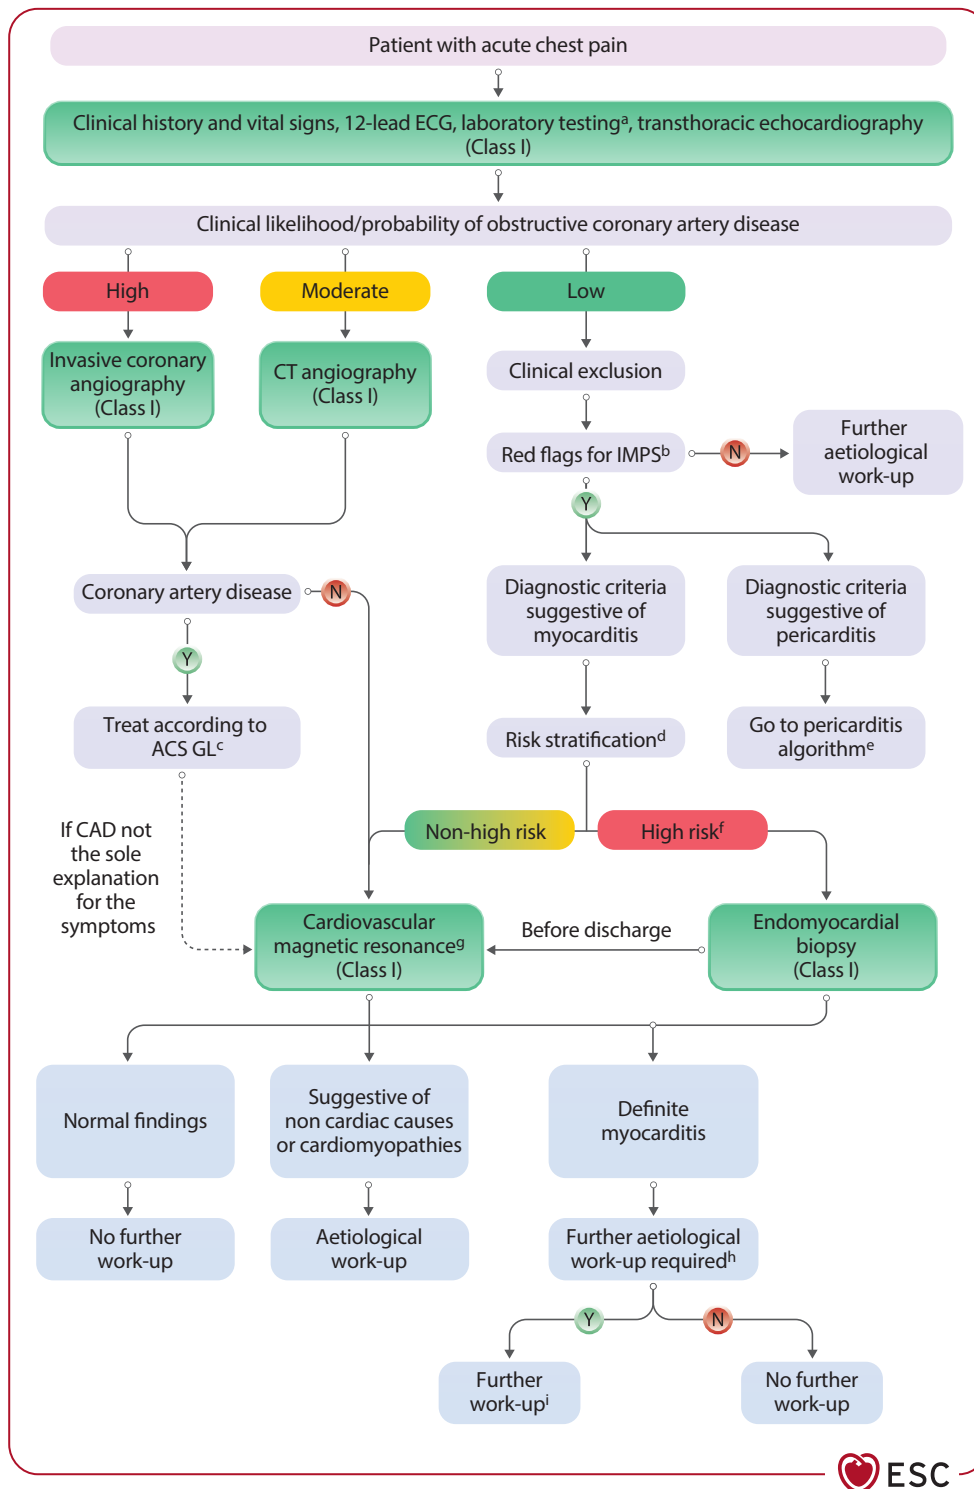 Patient with acute chest pain
Clinical history and vital signs, 12-lead ECG, laboratory testingᵃ, transthoracic echocardiography
(Class I)
Clinical likelihood/probability of obstructive coronary artery disease
High
Moderate
Low
Invasive coronary
angiography
(Class I)
CT angiography
(Class I)
Clinical exclusion
Red flags for IMPSᵇ
N
Further
aetiological
work-up
Y
Coronary artery disease
N
Diagnostic criteria
suggestive of
myocarditis
Diagnostic criteria
suggestive of
pericarditis
Y
Treat according to
ACS GLᶜ
Risk stratificationᵈ
Go to pericarditis
algorithmᵉ
If CAD not
the sole
explanation
for the
symptoms
Non-high risk
High riskᶠ
Cardiovascular
magnetic resonanceᵍ
(Class I)
Before discharge
Endomyocardial
biopsy
(Class I)
Normal findings
Suggestive of
non cardiac causes
or cardiomyopathies
Definite
myocarditis
No further
work-up
Aetiological
work-up
Further aetiological
work-up requiredʰ
Y
N
Further
work-upⁱ
No further
work-up
ESC